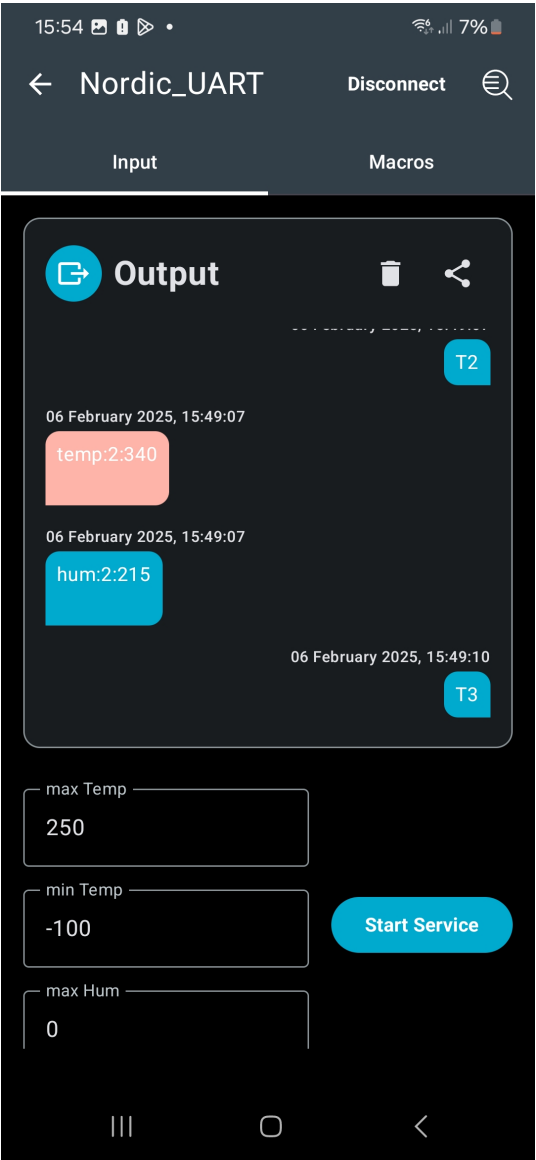 15:54
7%
Nordic_UART
Disconnect
Input
Macros
Output
T2
06 February 2025, 15:49:07
temp:2:340
06 February 2025, 15:49:07
hum:2:215
06 February 2025, 15:49:10
T3
max Temp
250
min Temp
-100
Start Service
max Hum
0